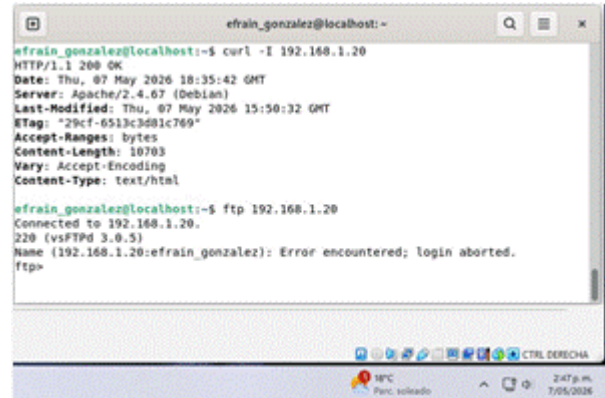 efrain_gonzalez@localhost:~
efrain_gonzalez@localhost:~$ curl -I 192.168.1.20
HTTP/1.1 200 OK
Date: Thu, 07 May 2026 18:35:42 GMT
Server: Apache/2.4.67 (Debian)
Last-Modified: Thu, 07 May 2026 15:50:32 GMT
ETag: "29cf-6513c3d81c769"
Accept-Ranges: bytes
Content-Length: 10703
Vary: Accept-Encoding
Content-Type: text/html
efrain_gonzalez@localhost:~$ ftp 192.168.1.20
Connected to 192.168.1.20.
220 (vsFTPd 3.0.5)
Name (192.168.1.20:efrain_gonzalez): Error encountered; login aborted.
ftp>
CTRL DERECHA
18°C
Parc. soleado
2:47 p. m.
7/05/2026